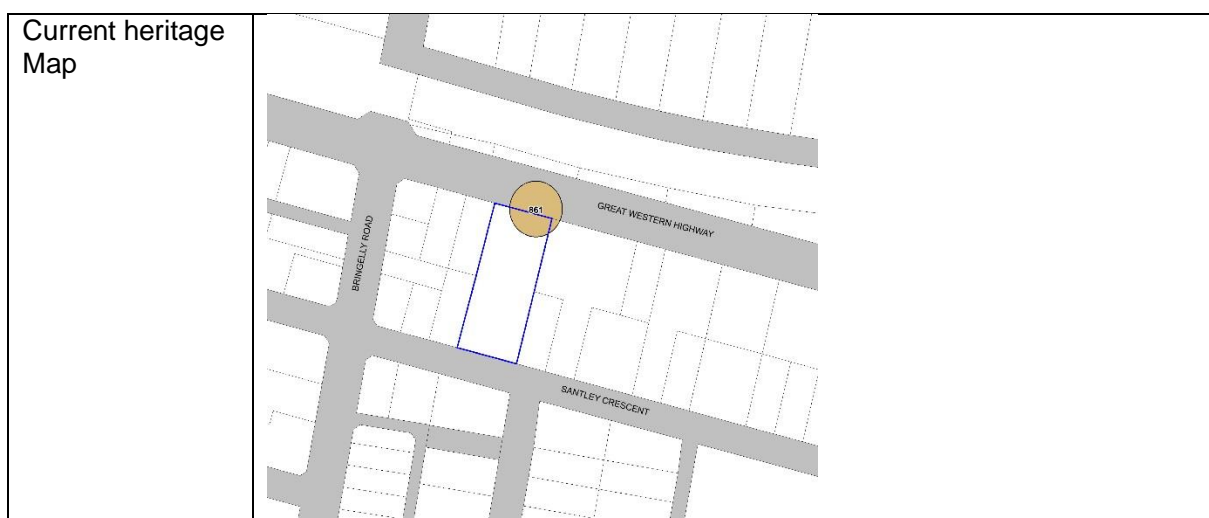 Current heritage
Map
861
GREAT WESTERN HIGHWAY
BRINGELLY ROAD
SANTLEY CRESCENT